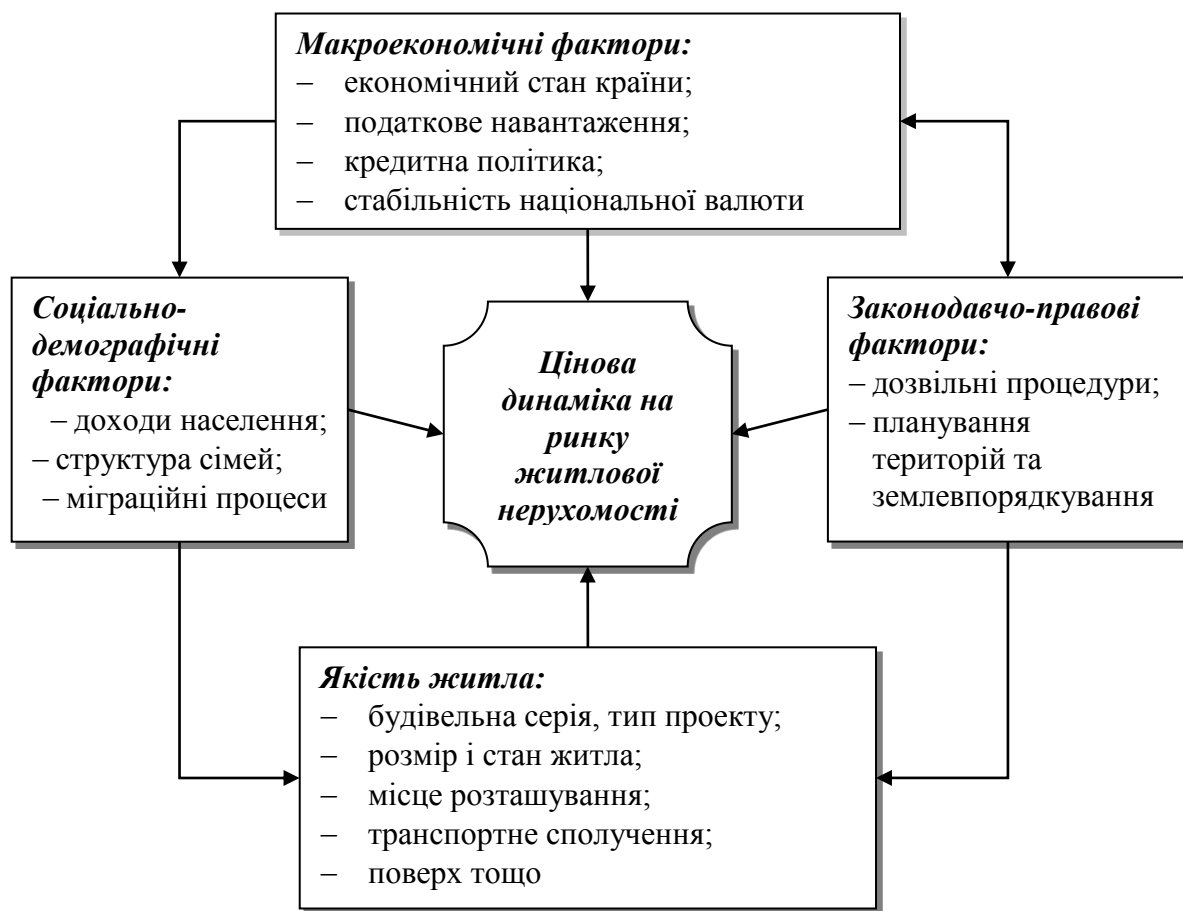 Макроекономічні фактори:
– економічний стан країни;
– податкове навантаження;
– кредитна політика;
– стабільність національної валюти
Соціально-
демографічні
фактори:
– доходи населення;
– структура сімей;
– міграційні процеси
Цінова
динаміка на
ринку
житлової
нерухомості
Законодавчо-правові
фактори:
– дозвільні процедури;
– планування
територій та
землевпорядкування
Якість житла:
– будівельна серія, тип проекту;
– розмір і стан житла;
– місце розташування;
– транспортне сполучення;
– поверх тощо